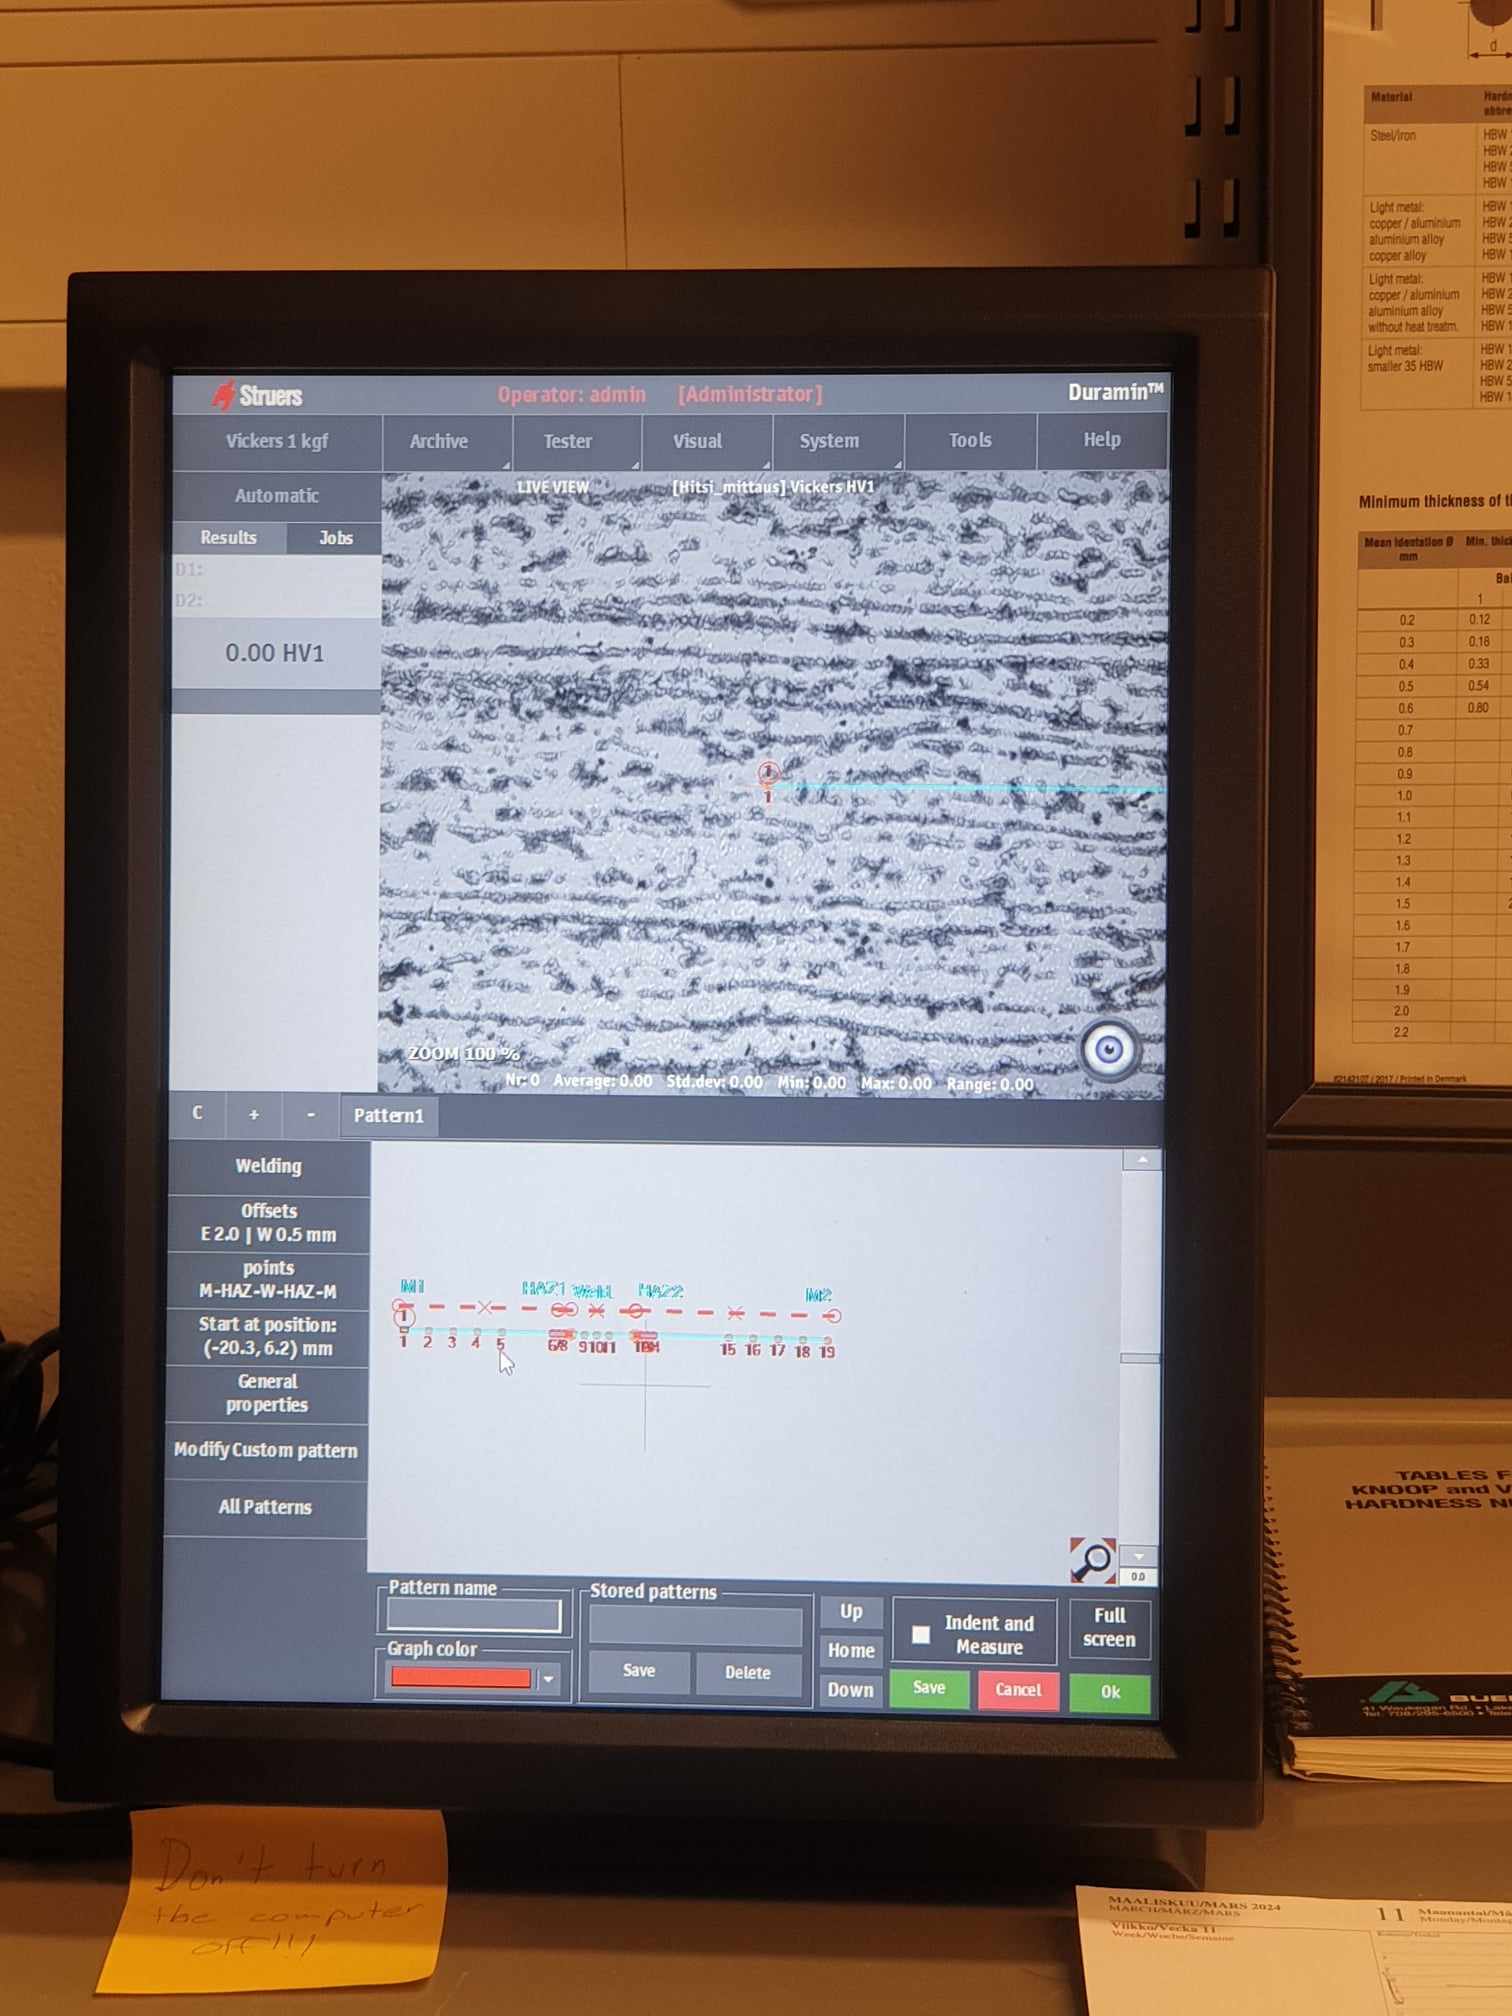 d
Material
Steel/Iron
HBW
HBW
HBW
HBW
Light metal:
copper / aluminium
aluminium alloy
copper alloy
HBW
HBW
HBW
HBW
Light metal:
copper / aluminium
aluminium alloy
without heat treatm.
HBW
HBW
HBW
HBW
Light metal:
smaller 35 HBW
HBW
HBW
HBW
HBW
Minimum thickness of
Mean identation Ø
mm
1
0.2 0.12
0.3 0.18
0.4 0.33
0.5 0.54
0.6 0.80
0.7
0.8
0.9
1.0
1.1
1.2
1.3
1.4
1.5
1.6
1.7
1.8
1.9
2.0
2.2
/ 2017 / Printed in Denmark
Struers
Operator: admin [Administrator]
Duramin™
Vickers 1 kgf
Archive
Tester
Visual
System
Tools
Help
Automatic
LIVE VIEW
[Hitsi_mittaus] Vickers HV1
Results
Jobs
D1:
D2:
0.00 HV1
1
1
ZOOM 100 %
Nr: 0 Average: 0.00 Std.dev: 0.00 Min: 0.00 Max: 0.00 Range: 0.00
C + - Pattern1
Welding
Offsets
E 2.0 | W 0.5 mm
points
M-HAZ-W-HAZ-M
Start at position:
(-20.3, 6.2) mm
General
properties
Modify Custom pattern
All Patterns
M1 HAZ1 Weld HAZ2 M2
1
1 2 3 4 5 9 10 11 15 16 17 18 19
0.0
Pattern name
Graph color
Stored patterns
Save
Delete
Up
Home
Down
Indent and
Measure
Full
screen
Save
Cancel
Ok
TABLES
KNOOP and
HARDNESS
41 Waukegan Rd.
Don't turn
the computer
off!!!
MAALISKUU/MARS 2024
MARCH/MÄRZ/MARS
Viikko/Vecka 11
Week/Woche/Semaine
11